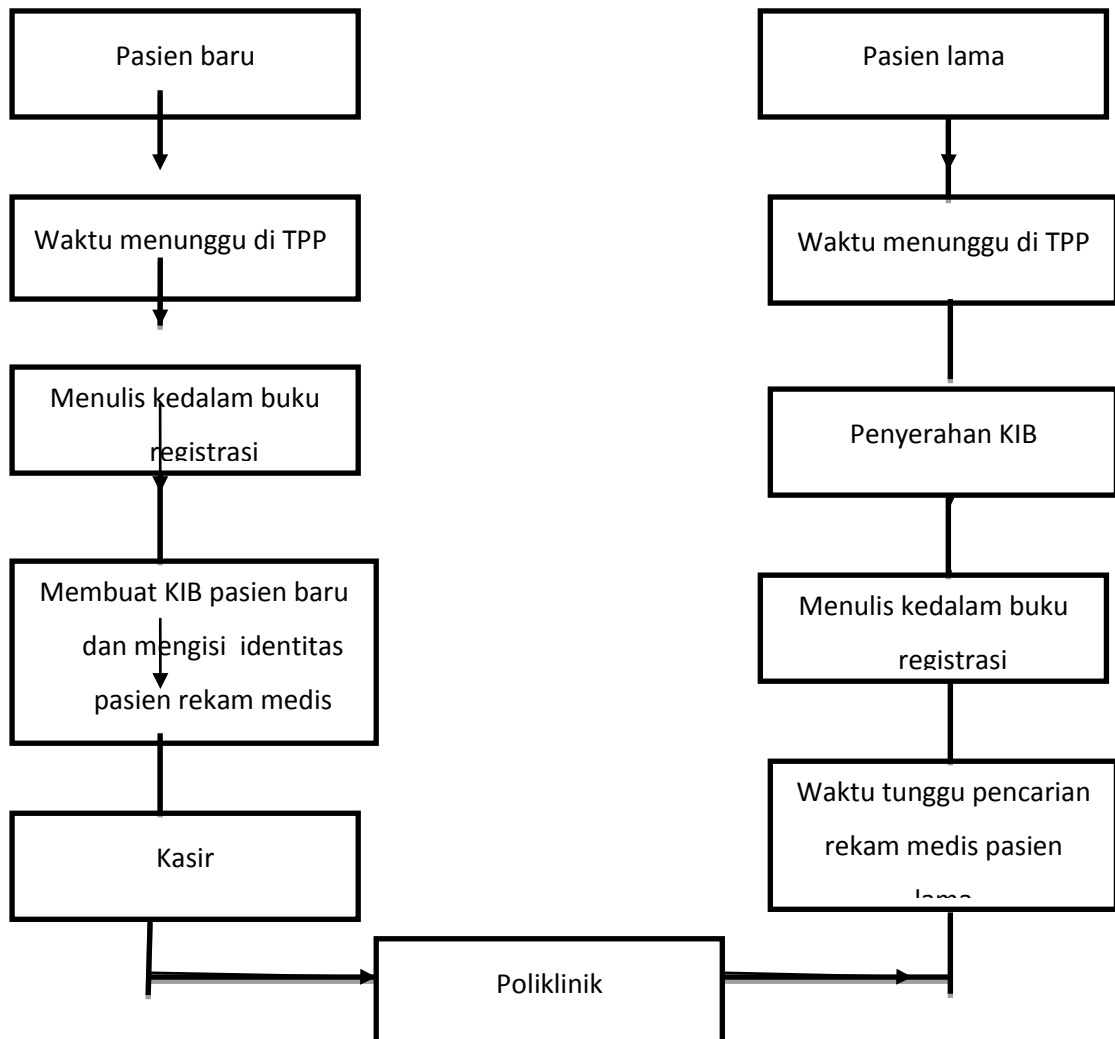 Pasien baru
Waktu menunggu di TPP
Menulis kedalam buku
registrasi
Membuat KIB pasien baru
dan mengisi identitas
pasien rekam medis
Kasir
Pasien lama
Waktu menunggu di TPP
Penyerahan KIB
Menulis kedalam buku
registrasi
Waktu tunggu pencarian
rekam medis pasien
lama
Poliklinik